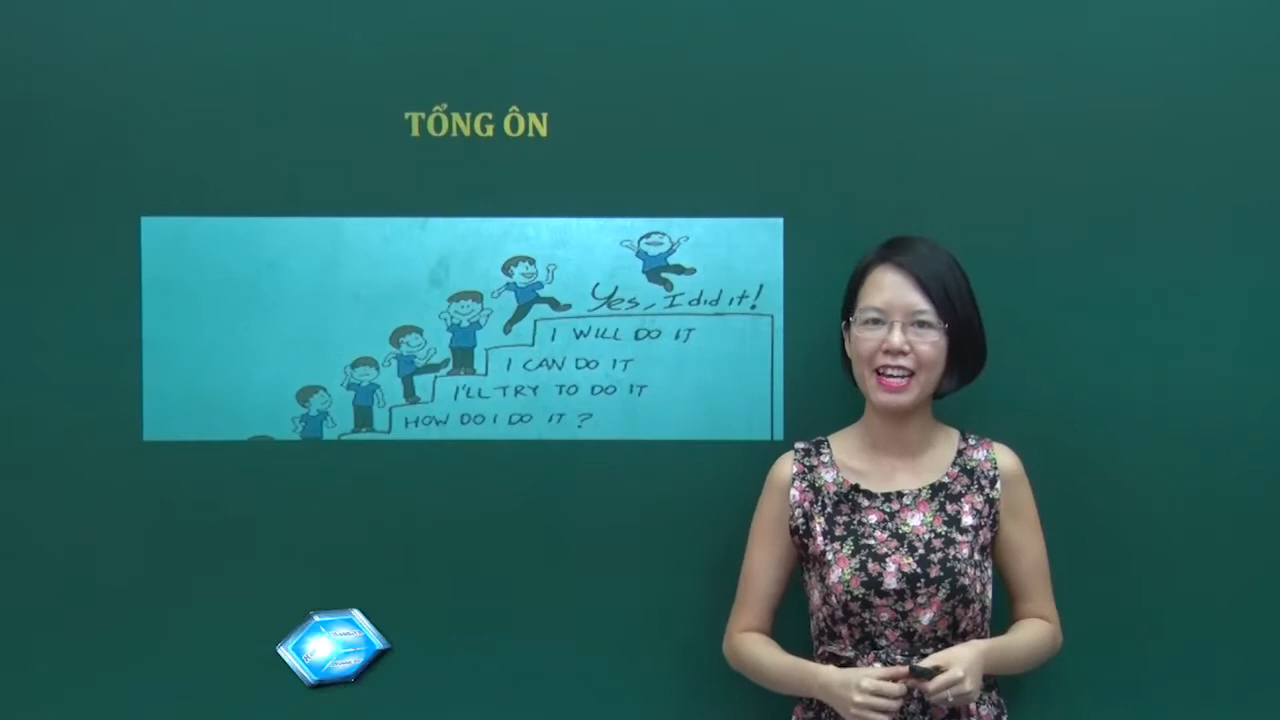 TỔNG ÔN
Yes, I did it!
I WILL DO IT
I CAN DO IT
I'LL TRY TO DO IT
HOW DO I DO IT?